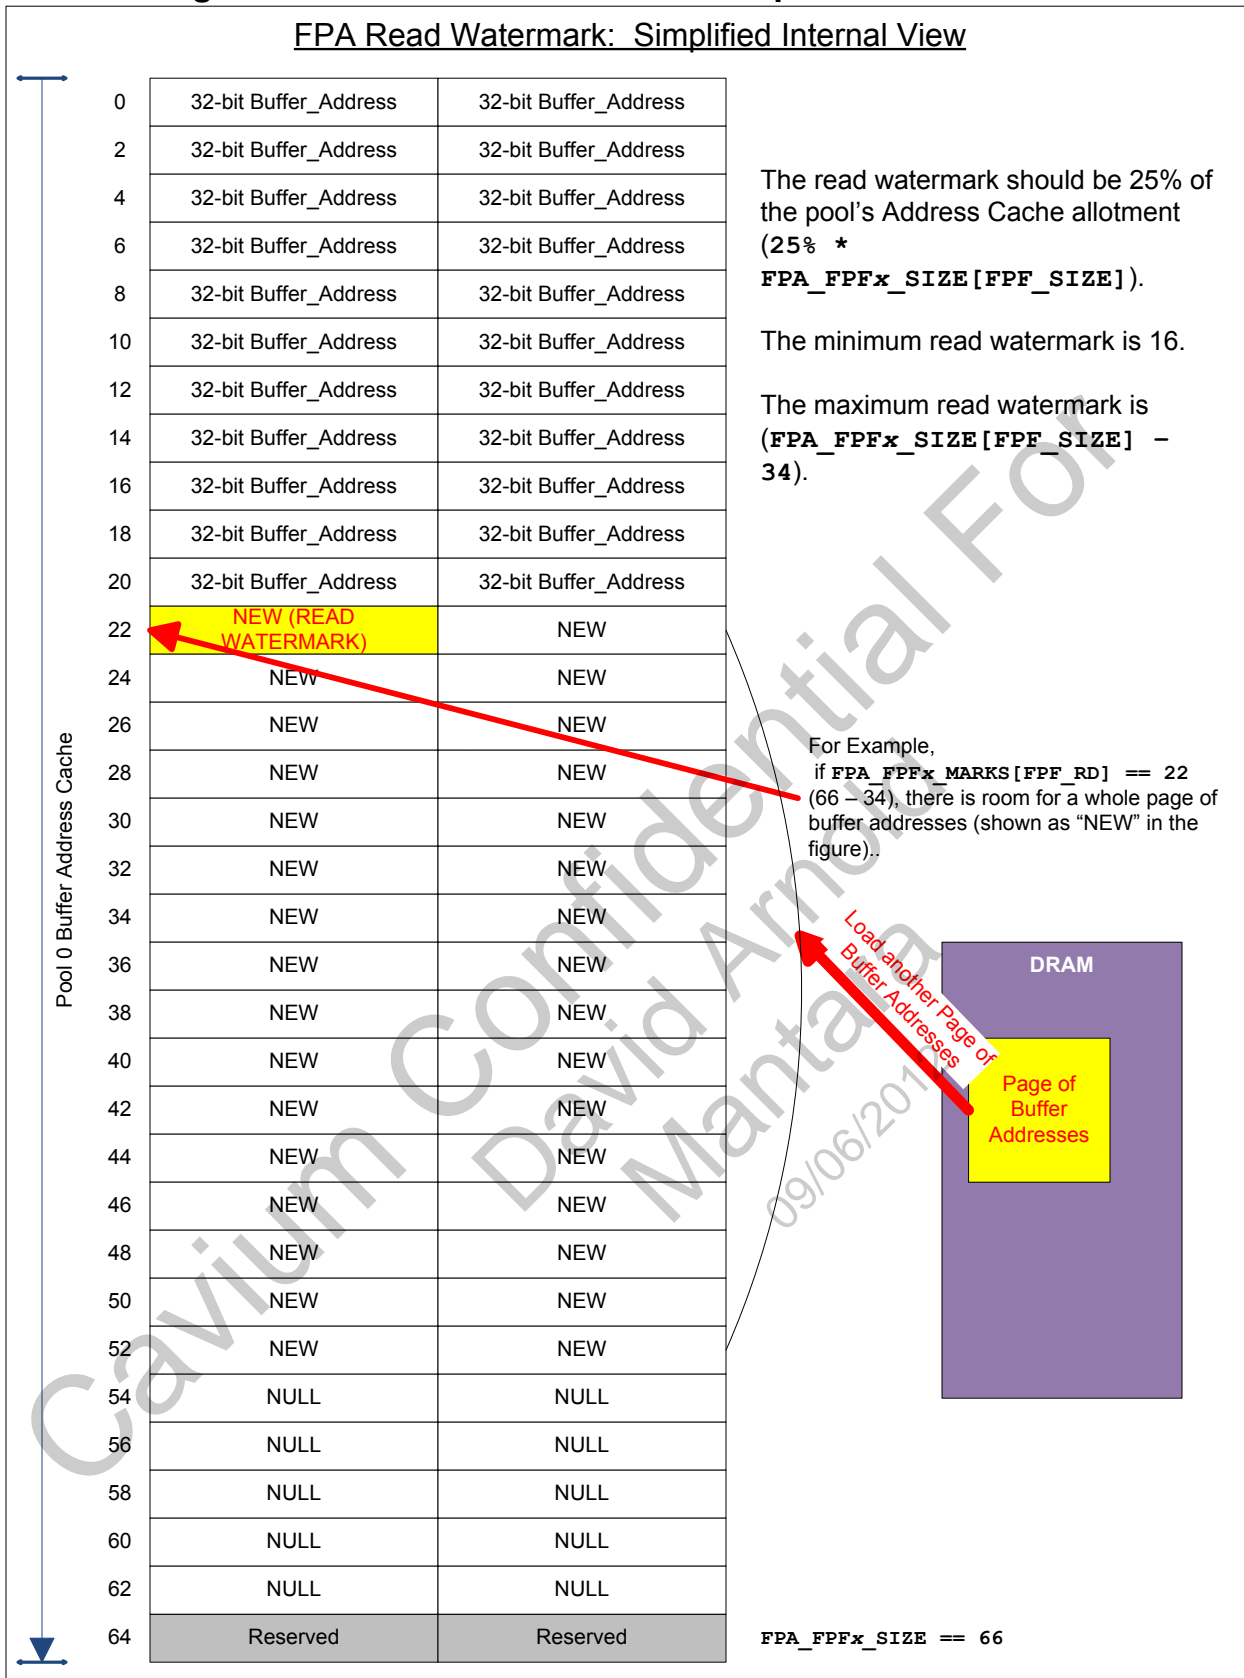 FPA Read Watermark: Simplified Internal View
0 32-bit Buffer_Address 32-bit Buffer_Address
2 32-bit Buffer_Address 32-bit Buffer_Address
4 32-bit Buffer_Address 32-bit Buffer_Address
6 32-bit Buffer_Address 32-bit Buffer_Address
8 32-bit Buffer_Address 32-bit Buffer_Address
10 32-bit Buffer_Address 32-bit Buffer_Address
12 32-bit Buffer_Address 32-bit Buffer_Address
14 32-bit Buffer_Address 32-bit Buffer_Address
16 32-bit Buffer_Address 32-bit Buffer_Address
18 32-bit Buffer_Address 32-bit Buffer_Address
20 32-bit Buffer_Address 32-bit Buffer_Address
22 NEW (READ WATERMARK) NEW
24 NEW NEW
26 NEW NEW
28 NEW NEW
30 NEW NEW
32 NEW NEW
34 NEW NEW
36 NEW NEW
38 NEW NEW
40 NEW NEW
42 NEW NEW
44 NEW NEW
46 NEW NEW
48 NEW NEW
50 NEW NEW
52 NEW NEW
54 NULL NULL
56 NULL NULL
58 NULL NULL
60 NULL NULL
62 NULL NULL
64 Reserved Reserved
Pool 0 Buffer Address Cache
The read watermark should be 25% of
the pool's Address Cache allotment
(25% *
FPA_FPFx_SIZE[FPF_SIZE]).
The minimum read watermark is 16.
The maximum read watermark is
(FPA_FPFx_SIZE[FPF_SIZE] –
34).
For Example,
if FPA_FPFx_MARKS[FPF_RD] == 22
(66 – 34), there is room for a whole page of
buffer addresses (shown as “NEW” in the
figure)..
Load another Page of
Buffer Addresses
DRAM
Page of
Buffer
Addresses
FPA_FPFx_SIZE == 66
Cavium Confidential For
David Arnold
Mantara
09/06/2012